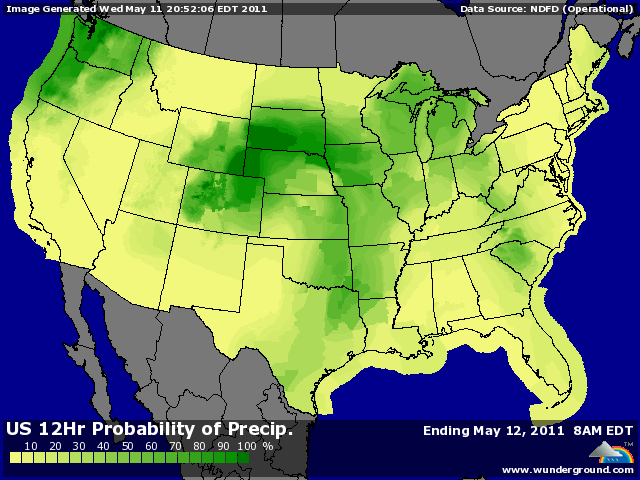 Image Generated Wed May 11 20:52:06 EDT 2011 Data Source: NDFD (Operational)
US 12Hr Probability of Precip.
Ending May 12, 2011 8AM EDT
10 20 30 40 50 60 70 80 90 100 %
TM
www.wunderground.com